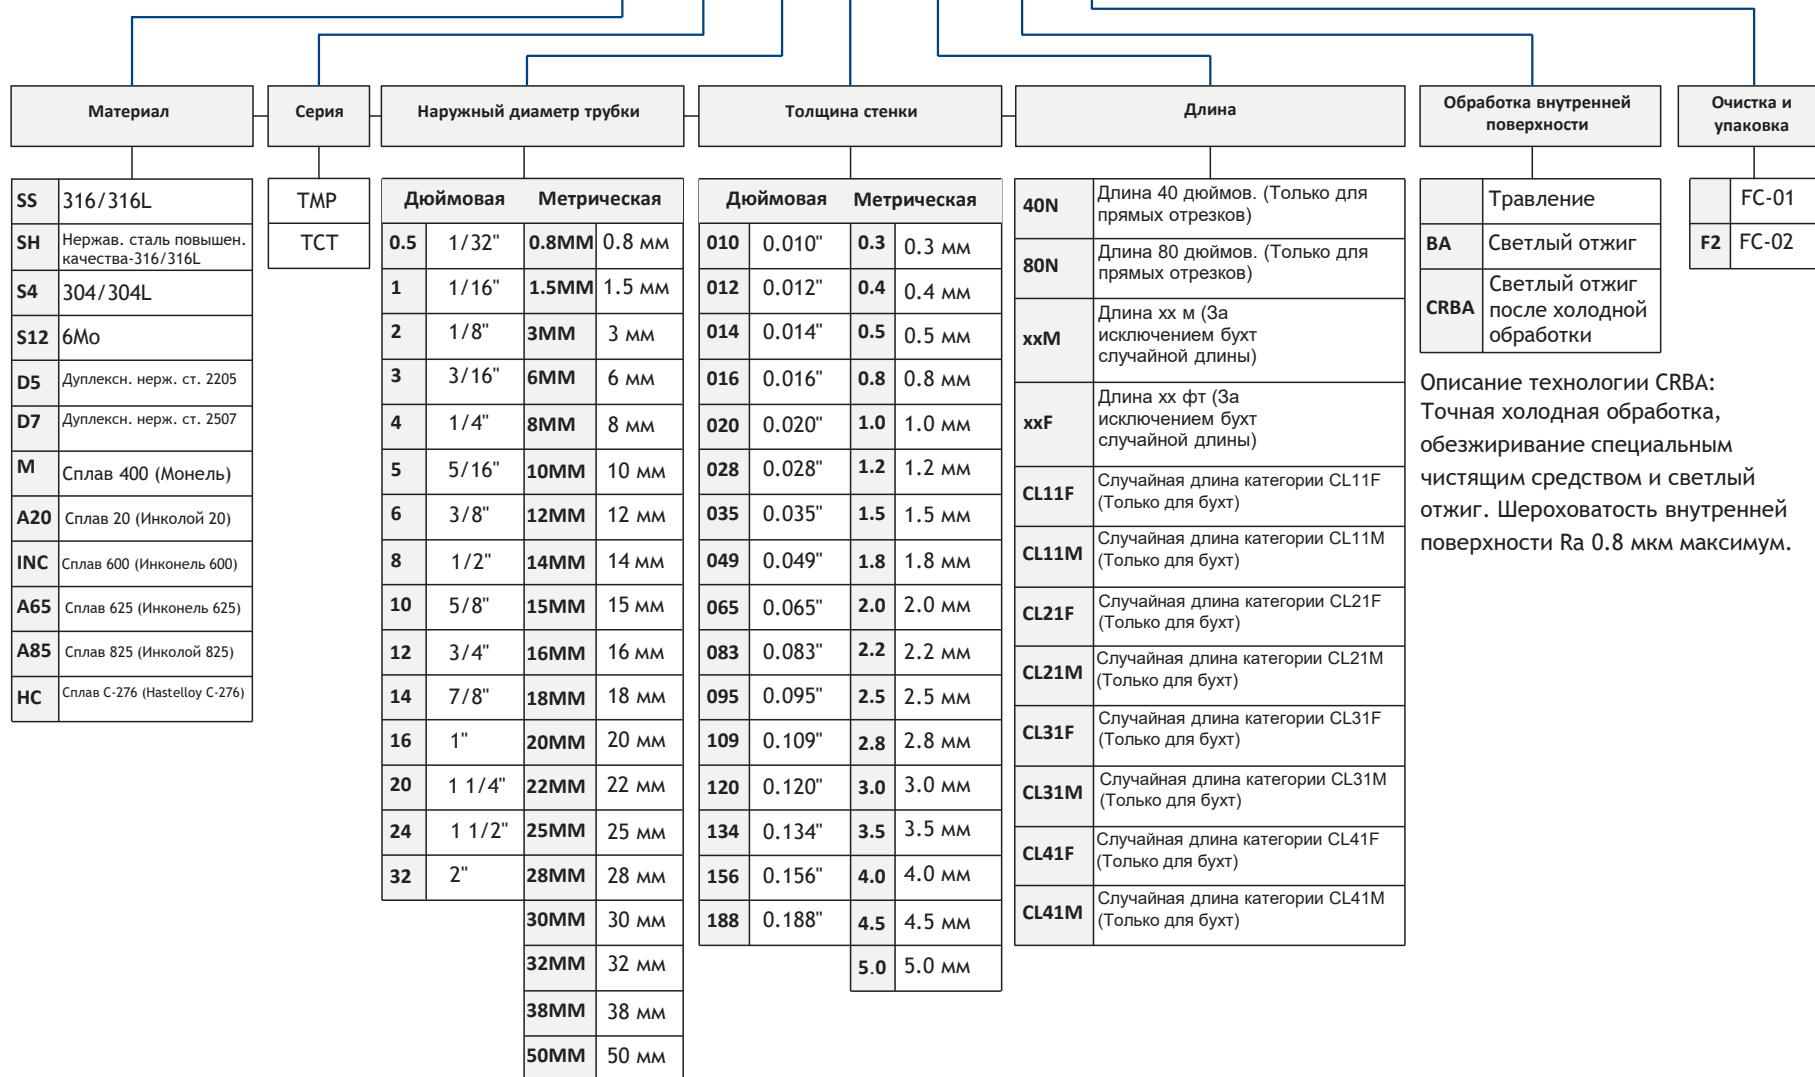 Материал
SS 316/316L
SH Нержав. сталь повышен.
качества-316/316L
S4 304/304L
S12 6Mo
D5 Дуплексн. нерж. ст. 2205
D7 Дуплексн. нерж. ст. 2507
M Сплав 400 (Монель)
A20 Сплав 20 (Инколой 20)
INC Сплав 600 (Инконель 600)
A65 Сплав 625 (Инконель 625)
A85 Сплав 825 (Инколой 825)
HC Сплав C-276 (Hastelloy C-276)
Серия
TMP
TCT
Наружный диаметр трубки
Дюймовая Метрическая
0.5 1/32" 0.8MM 0.8 мм
1 1/16" 1.5MM 1.5 мм
2 1/8" 3MM 3 мм
3 3/16" 6MM 6 мм
4 1/4" 8MM 8 мм
5 5/16" 10MM 10 мм
6 3/8" 12MM 12 мм
8 1/2" 14MM 14 мм
10 5/8" 15MM 15 мм
12 3/4" 16MM 16 мм
14 7/8" 18MM 18 мм
16 1" 20MM 20 мм
20 1 1/4" 22MM 22 мм
24 1 1/2" 25MM 25 мм
32 2" 28MM 28 мм
30MM 30 мм
32MM 32 мм
38MM 38 мм
50MM 50 мм
Толщина стенки
Дюймовая Метрическая
010 0.010" 0.3 0.3 мм
012 0.012" 0.4 0.4 мм
014 0.014" 0.5 0.5 мм
016 0.016" 0.8 0.8 мм
020 0.020" 1.0 1.0 мм
028 0.028" 1.2 1.2 мм
035 0.035" 1.5 1.5 мм
049 0.049" 1.8 1.8 мм
065 0.065" 2.0 2.0 мм
083 0.083" 2.2 2.2 мм
095 0.095" 2.5 2.5 мм
109 0.109" 2.8 2.8 мм
120 0.120" 3.0 3.0 мм
134 0.134" 3.5 3.5 мм
156 0.156" 4.0 4.0 мм
188 0.188" 4.5 4.5 мм
5.0 5.0 мм
Длина
40N Длина 40 дюймов. (Только для
прямых отрезков)
80N Длина 80 дюймов. (Только для
прямых отрезков)
xxM Длина xx м (За
исключением бухт
случайной длины)
xxF Длина xx фт (За
исключением бухт
случайной длины)
CL11F Случайная длина категории CL11F
(Только для бухт)
CL11M Случайная длина категории CL11M
(Только для бухт)
CL21F Случайная длина категории CL21F
(Только для бухт)
CL21M Случайная длина категории CL21M
(Только для бухт)
CL31F Случайная длина категории CL31F
(Только для бухт)
CL31M Случайная длина категории CL31M
(Только для бухт)
CL41F Случайная длина категории CL41F
(Только для бухт)
CL41M Случайная длина категории CL41M
(Только для бухт)
Обработка внутренней
поверхности
Травление
BA Светлый отжиг
CRBA Светлый отжиг
после холодной
обработки
Описание технологии CRBA:
Точная холодная обработка,
обезжиривание специальным
чистящим средством и светлый
отжиг. Шероховатость внутренней
поверхности Ra 0.8 мкм максимум.
Очистка и
упаковка
FC-01
F2 FC-02